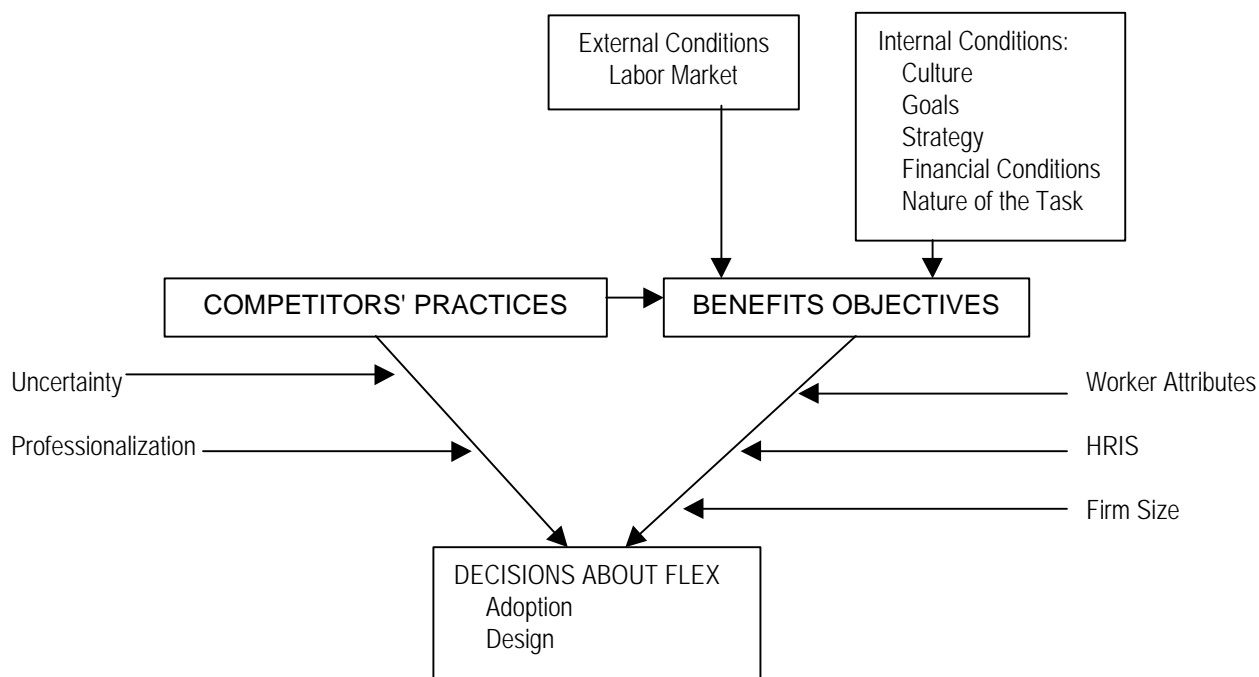 External Conditions
Labor Market
Internal Conditions:
Culture
Goals
Strategy
Financial Conditions
Nature of the Task
COMPETITORS' PRACTICES
BENEFITS OBJECTIVES
Uncertainty
Worker Attributes
Professionalization
HRIS
Firm Size
DECISIONS ABOUT FLEX
Adoption
Design